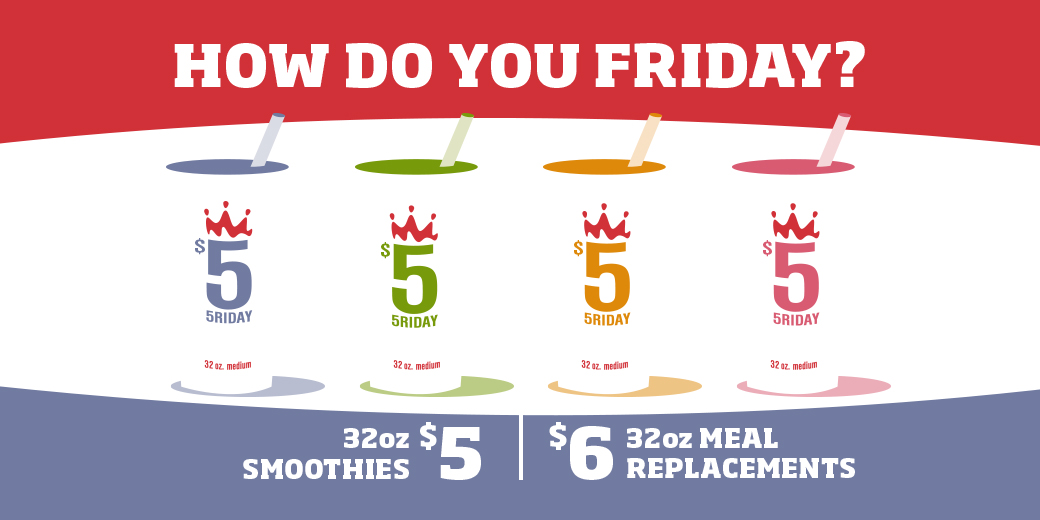 HOW DO YOU FRIDAY?
$5
5RIDAY
32 oz. medium
$5
5RIDAY
32 oz. medium
$5
5RIDAY
32 oz. medium
$5
5RIDAY
32 oz. medium
32oz
SMOOTHIES
$5
$6
32oz MEAL
REPLACEMENTS